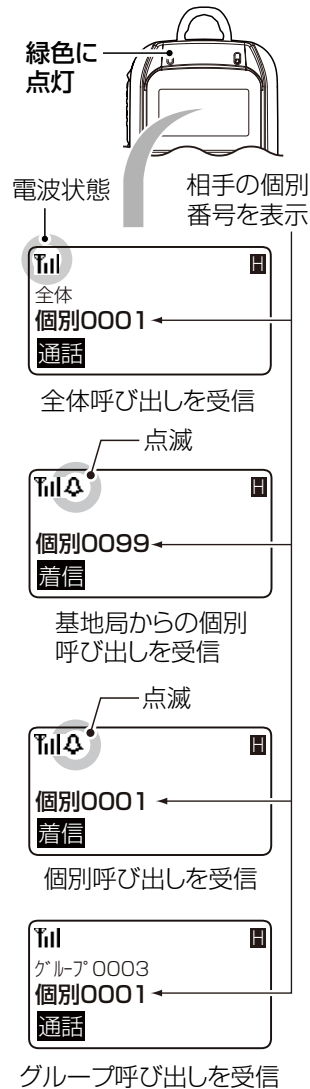 緑色に
点灯
電波状態
相手の個別
番号を表示
H
全体
個別0001
通話
全体呼び出しを受信
点滅
H
個別0099
着信
基地局からの個別
呼び出しを受信
点滅
H
個別0001
着信
個別呼び出しを受信
H
グループ0003
個別0001
通話
グループ呼び出しを受信